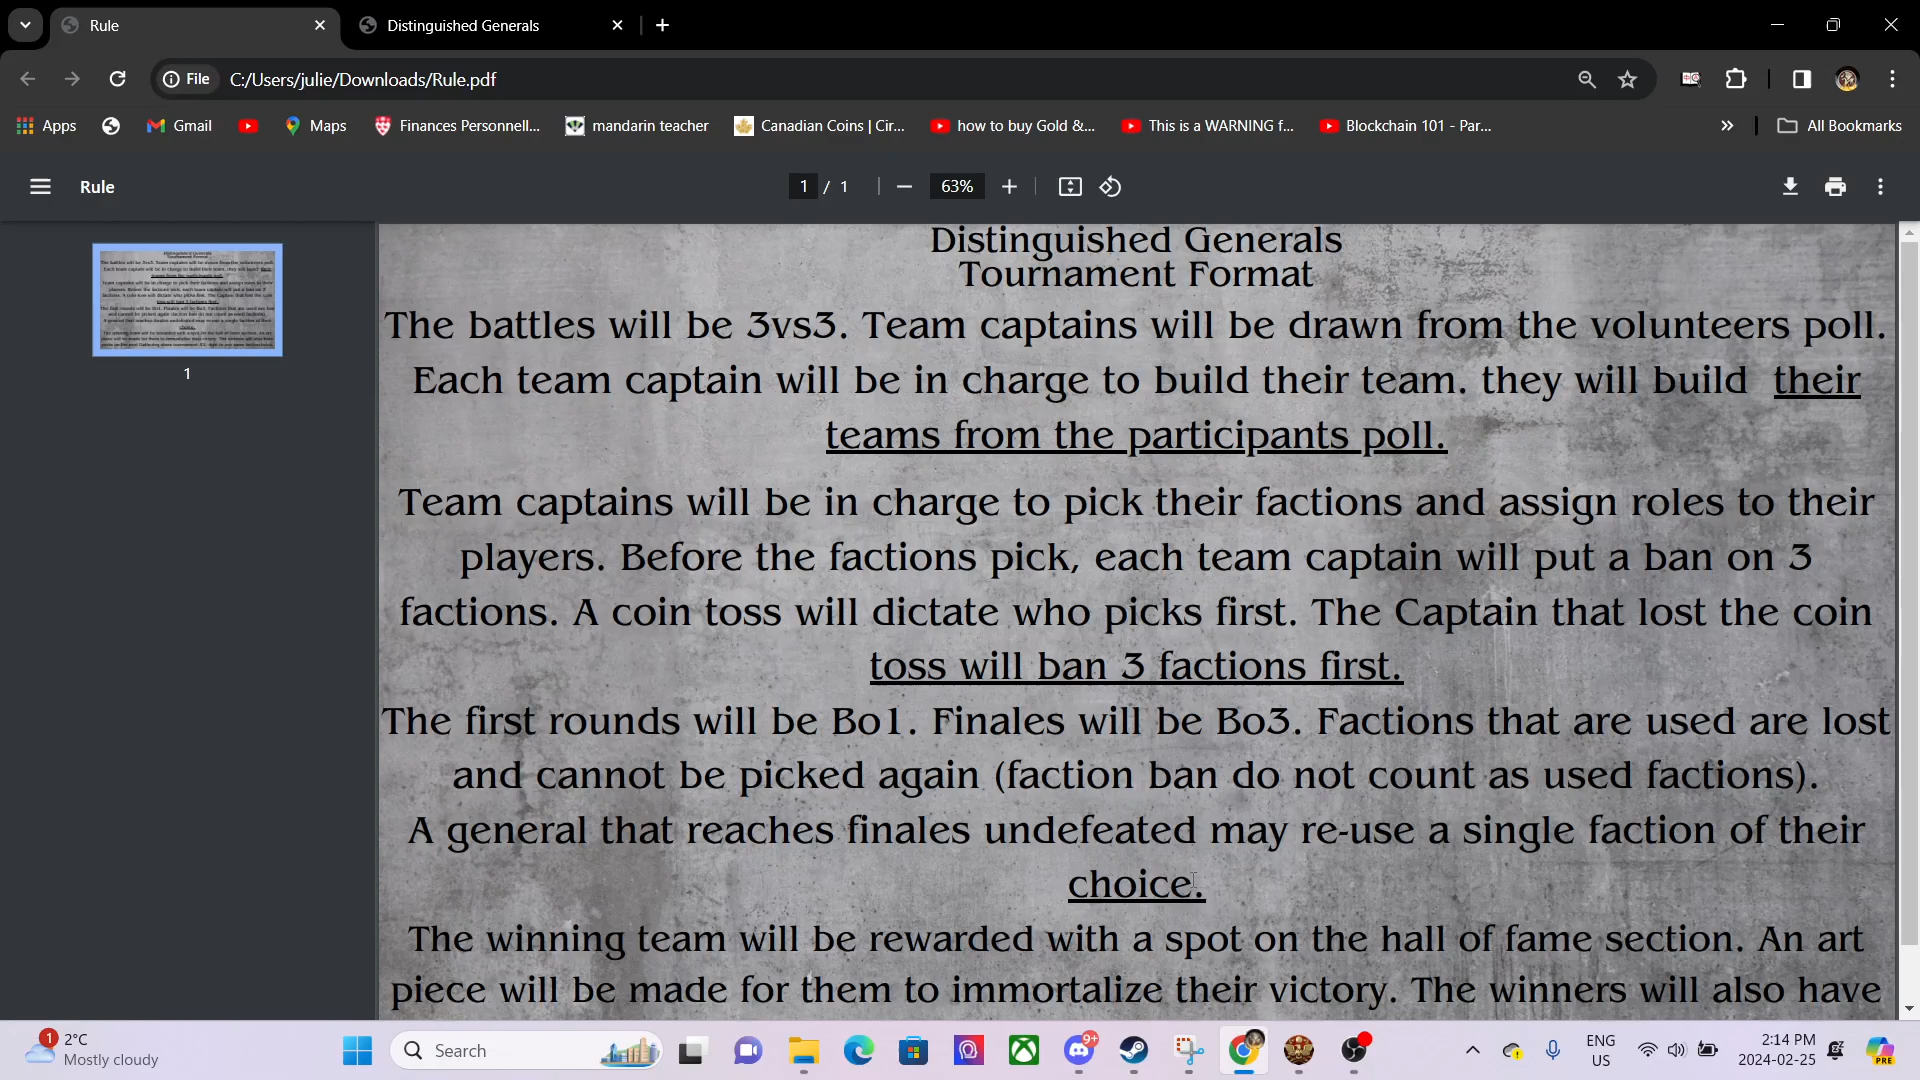 Rule
Distinguished Generals
File
C:/Users/julie/Downloads/Rule.pdf
Apps
Gmail
Maps
Finances Personnell...
mandarin teacher
Canadian Coins | Cir...
how to buy Gold &...
This is a WARNING f...
Blockchain 101 - Par...
»
All Bookmarks
Rule
1 / 1
63%
1
Distinguished Generals
Tournament Format
The battles will be 3vs3. Team captains will be drawn from the volunteers poll.
Each team captain will be in charge to build their team. they will build their
teams from the participants poll.
Team captains will be in charge to pick their factions and assign roles to their
players. Before the factions pick, each team captain will put a ban on 3
factions. A coin toss will dictate who picks first. The Captain that lost the coin
toss will ban 3 factions first.
The first rounds will be Bo1. Finales will be Bo3. Factions that are used are lost
and cannot be picked again (faction ban do not count as used factions).
A general that reaches finales undefeated may re-use a single faction of their
choice.
The winning team will be rewarded with a spot on the hall of fame section. An art
piece will be made for them to immortalize their victory. The winners will also have
1
2°C
Mostly cloudy
Search
9+
ENG
US
2:14 PM
2024-02-25
PRE